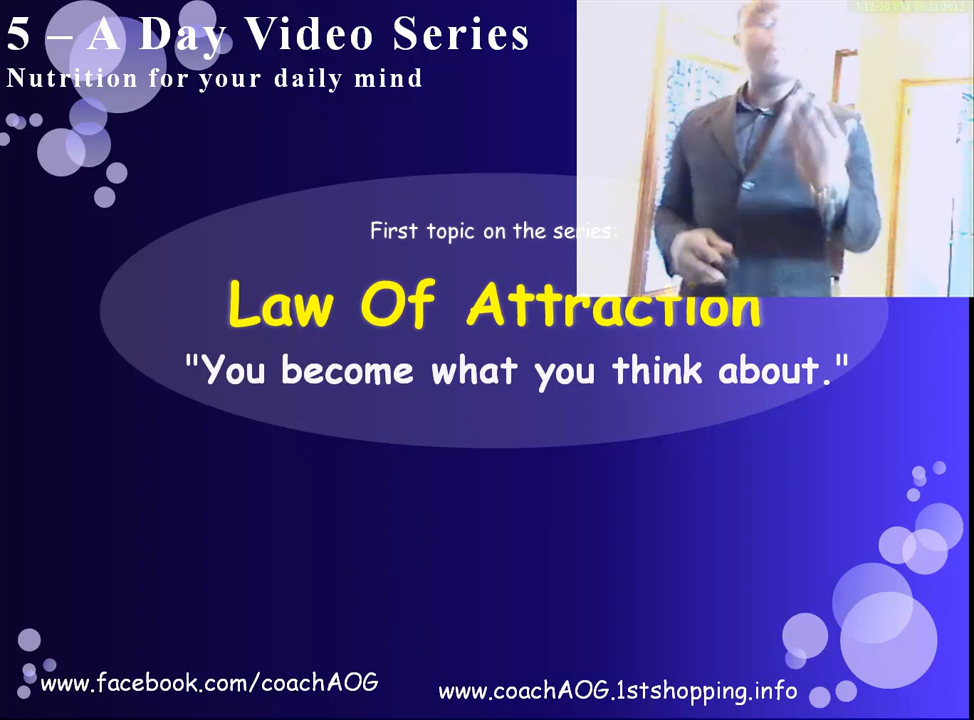 5 – A Day Video Series
Nutrition for your daily mind
First topic on the series:
Law Of Attraction
"You become what you think about."
www.facebook.com/coachAOG
www.coachAOG.1stshopping.info